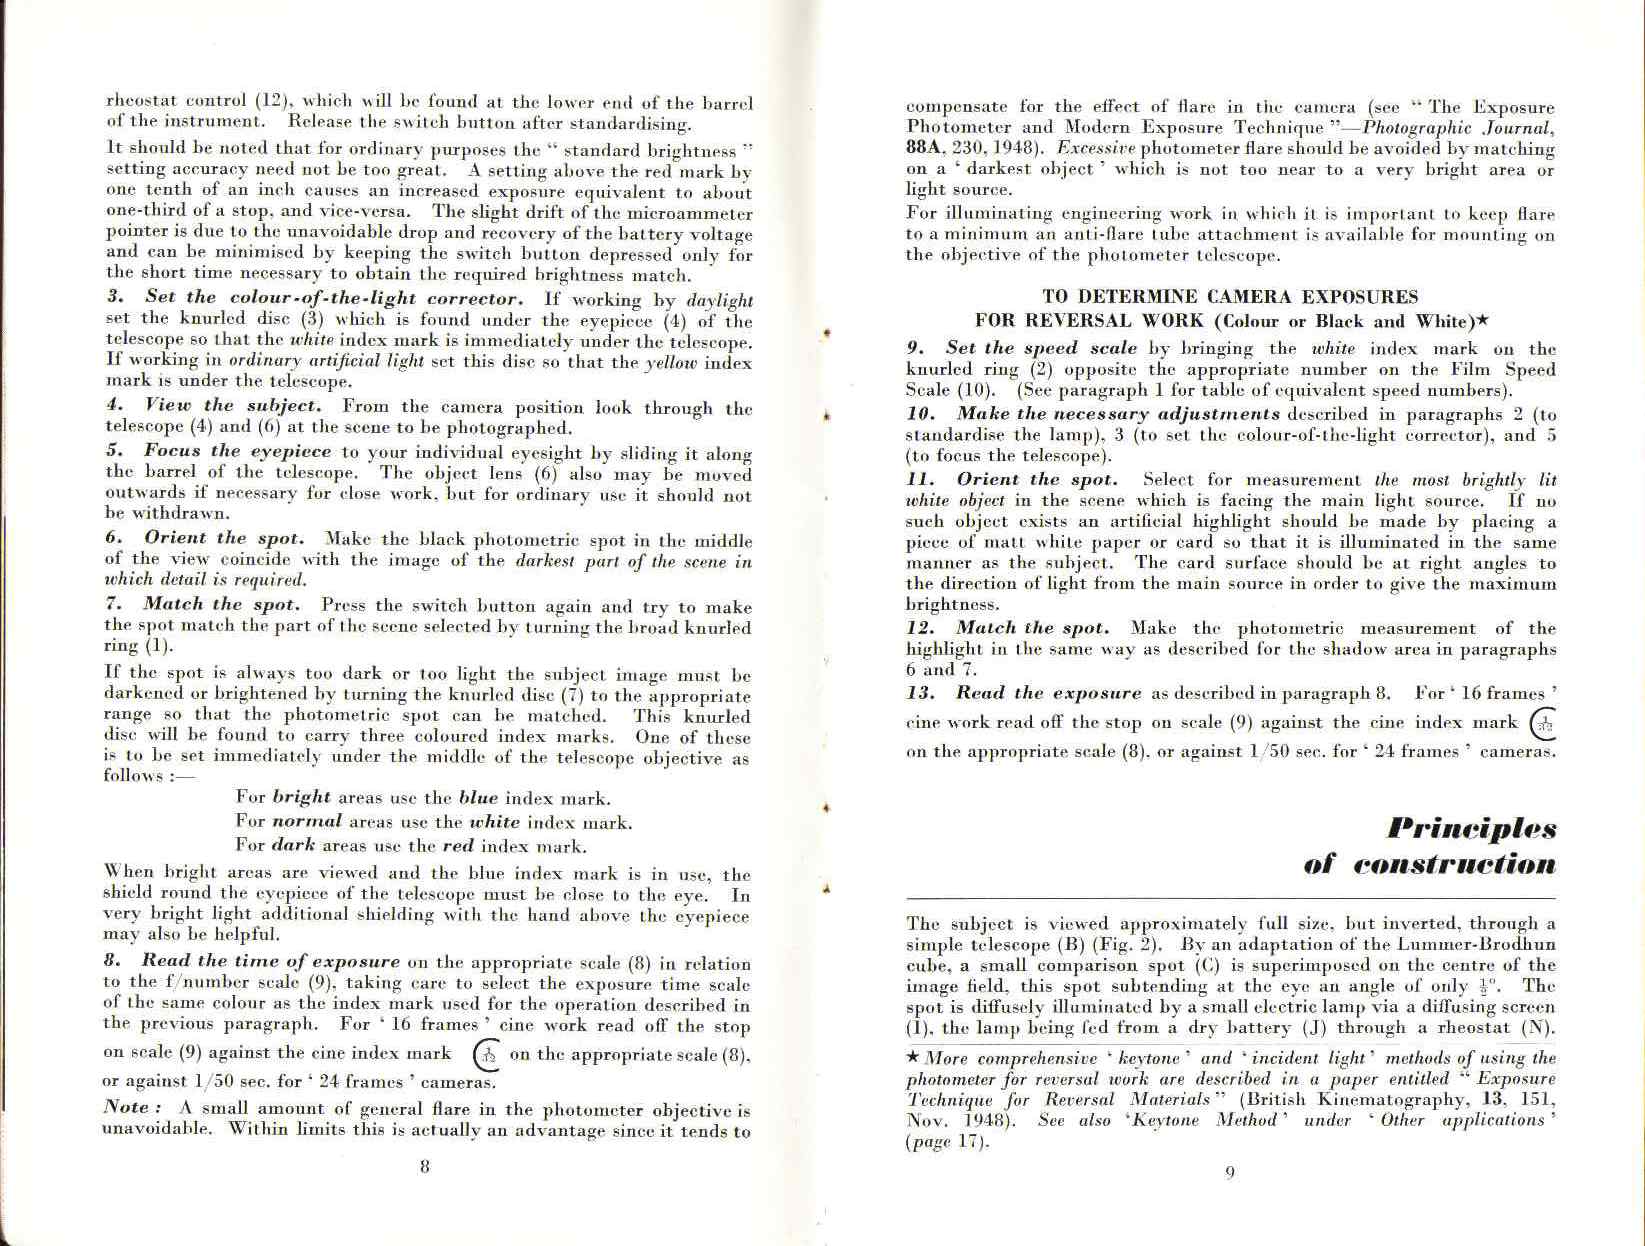 rheostat control (12), which will be found at the lower end of the barrel
of the instrument. Release the switch button after standardising.
It should be noted that for ordinary purposes the “ standard brightness ”
setting accuracy need not be too great. A setting above the red mark by
one tenth of an inch causes an increased exposure equivalent to about
one-third of a stop, and vice-versa. The slight drift of the microammeter
pointer is due to the unavoidable drop and recovery of the battery voltage
and can be minimised by keeping the switch button depressed only for
the short time necessary to obtain the required brightness match.
3. Set the colour-of-the-light corrector. If working by daylight
set the knurled disc (3) which is found under the eyepiece (4) of the
telescope so that the white index mark is immediately under the telescope.
If working in ordinary artificial light set this disc so that the yellow index
mark is under the telescope.
4. View the subject. From the camera position look through the
telescope (4) and (6) at the scene to be photographed.
5. Focus the eyepiece to your individual eyesight by sliding it along
the barrel of the telescope. The object lens (6) also may be moved
outwards if necessary for close work, but for ordinary use it should not
be withdrawn.
6. Orient the spot. Make the black photometric spot in the middle
of the view coincide with the image of the darkest part of the scene in
which detail is required.
7. Match the spot. Press the switch button again and try to make
the spot match the part of the scene selected by turning the broad knurled
ring (1).
If the spot is always too dark or too light the subject image must be
darkened or brightened by turning the knurled disc (7) to the appropriate
range so that the photometric spot can be matched. This knurled
disc will be found to carry three coloured index marks. One of these
is to be set immediately under the middle of the telescope objective as
follows :—
For bright areas use the blue index mark.
For normal areas use the white index mark.
For dark areas use the red index mark.
When bright areas are viewed and the blue index mark is in use, the
shield round the eyepiece of the telescope must be close to the eye. In
very bright light additional shielding with the hand above the eyepiece
may also be helpful.
8. Read the time of exposure on the appropriate scale (8) in relation
to the f/number scale (9), taking care to select the exposure time scale
of the same colour as the index mark used for the operation described in
the previous paragraph. For ‘ 16 frames ’ cine work read off the stop
on scale (9) against the cine index mark on the appropriate scale (8),
or against 1/50 sec. for ‘ 24 frames ’ cameras.
Note : A small amount of general flare in the photometer objective is
unavoidable. Within limits this is actually an advantage since it tends to
8
compensate for the effect of flare in the camera (see “ The Exposure
Photometer and Modern Exposure Technique ”—Photographic Journal,
88A, 230, 1948). Excessive photometer flare should be avoided by matching
on a ‘ darkest object ’ which is not too near to a very bright area or
light source.
For illuminating engineering work in which it is important to keep flare
to a minimum an anti-flare tube attachment is available for mounting on
the objective of the photometer telescope.
TO DETERMINE CAMERA EXPOSURES
FOR REVERSAL WORK (Colour or Black and White)★
9. Set the speed scale by bringing the white index mark on the
knurled ring (2) opposite the appropriate number on the Film Speed
Scale (10). (See paragraph 1 for table of equivalent speed numbers).
10. Make the necessary adjustments described in paragraphs 2 (to
standardise the lamp), 3 (to set the colour-of-the-light corrector), and 5
(to focus the telescope).
11. Orient the spot. Select for measurement the most brightly lit
white object in the scene which is facing the main light source. If no
such object exists an artificial highlight should be made by placing a
piece of matt white paper or card so that it is illuminated in the same
manner as the subject. The card surface should be at right angles to
the direction of light from the main source in order to give the maximum
brightness.
12. Match the spot. Make the photometric measurement of the
highlight in the same way as described for the shadow area in paragraphs
6 and 7.
13. Read the exposure as described in paragraph 8. For ‘ 16 frames ’
cine work read off the stop on scale (9) against the cine index mark
on the appropriate scale (8), or against 1/50 sec. for ‘ 24 frames ’ cameras.
Principles
of construction
The subject is viewed approximately full size, but inverted, through a
simple telescope (B) (Fig. 2). By an adaptation of the Lummer-Brodhun
cube, a small comparison spot (C) is superimposed on the centre of the
image field, this spot subtending at the eye an angle of only ½°. The
spot is diffusely illuminated by a small electric lamp via a diffusing screen
(I), the lamp being fed from a dry battery (J) through a rheostat (N).
★ More comprehensive ‘ keytone ’ and ‘ incident light ’ methods of using the
photometer for reversal work are described in a paper entitled “ Exposure
Technique for Reversal Materials ” (British Kinematography, 13, 151,
Nov. 1948). See also ‘Keytone Method’ under ‘ Other applications ’
(page 17).
9